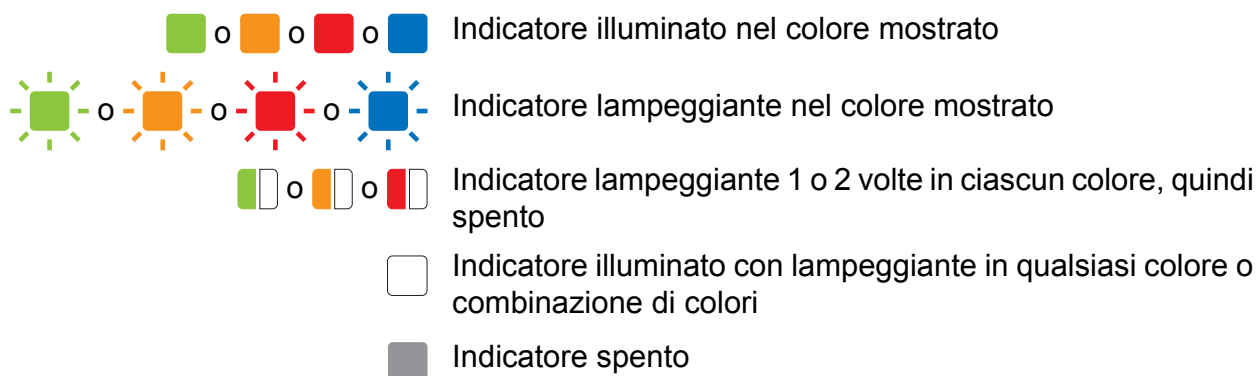 o o o Indicatore illuminato nel colore mostrato
o o o Indicatore lampeggiante nel colore mostrato
o o Indicatore lampeggiante 1 o 2 volte in ciascun colore, quindi
spento
Indicatore illuminato con lampeggiante in qualsiasi colore o
combinazione di colori
Indicatore spento